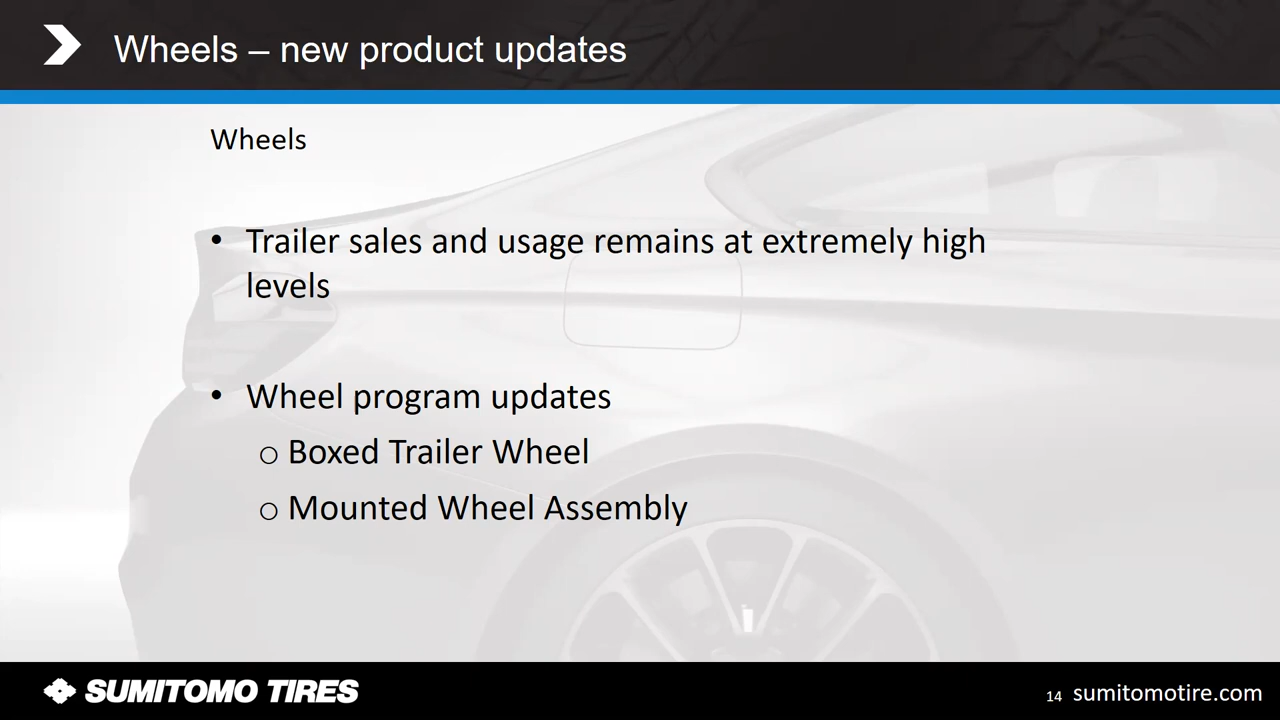 Wheels – new product updates
Wheels
• Trailer sales and usage remains at extremely high
levels
• Wheel program updates
o Boxed Trailer Wheel
o Mounted Wheel Assembly
SUMITOMO TIRES
14 sumitomotire.com